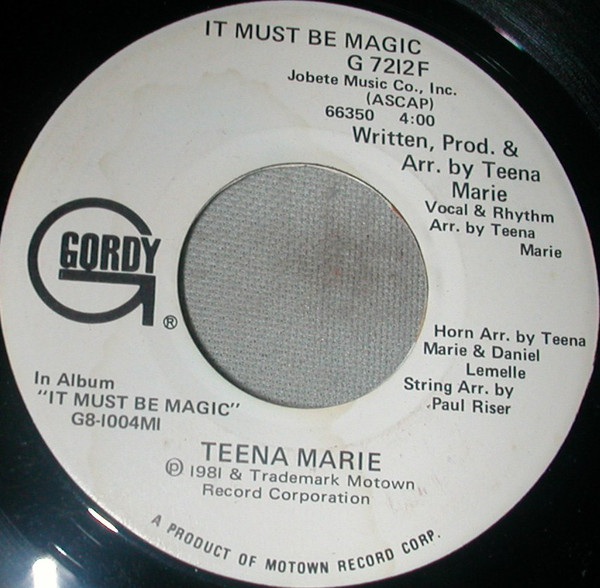 IT MUST BE MAGIC
G 7212F
Jobete Music Co., Inc.
(ASCAP)
66350 4:00
Written, Prod. &
Arr. by Teena
Marie
Vocal & Rhythm
Arr. by Teena
Marie
GORDY
G
®
Horn Arr. by Teena
Marie & Daniel
Lemelle
String Arr. by
Paul Riser
In Album
"IT MUST BE MAGIC"
G8-1004MI
TEENA MARIE
℗ 1981 & Trademark Motown
Record Corporation
A PRODUCT OF MOTOWN RECORD CORP.